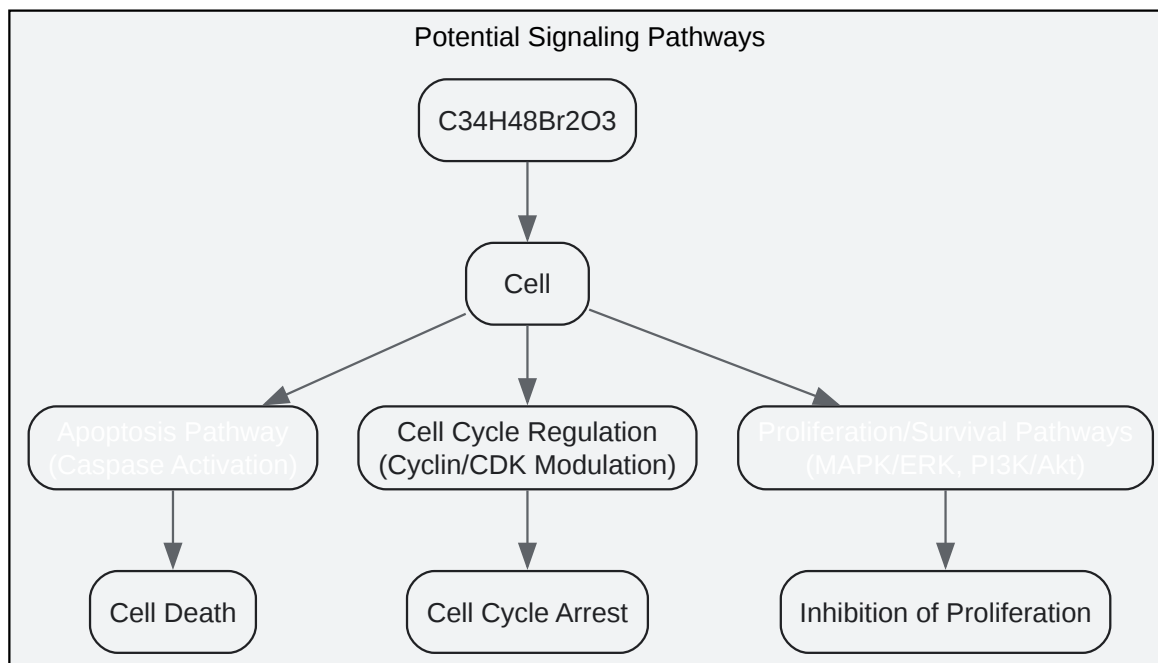 Potential Signaling Pathways
C34H48Br2O3
Cell
Apoptosis Pathway
(Caspase Activation)
Cell Cycle Regulation
(Cyclin/CDK Modulation)
Proliferation/Survival Pathways
(MAPK/ERK, PI3K/Akt)
Cell Death
Cell Cycle Arrest
Inhibition of Proliferation